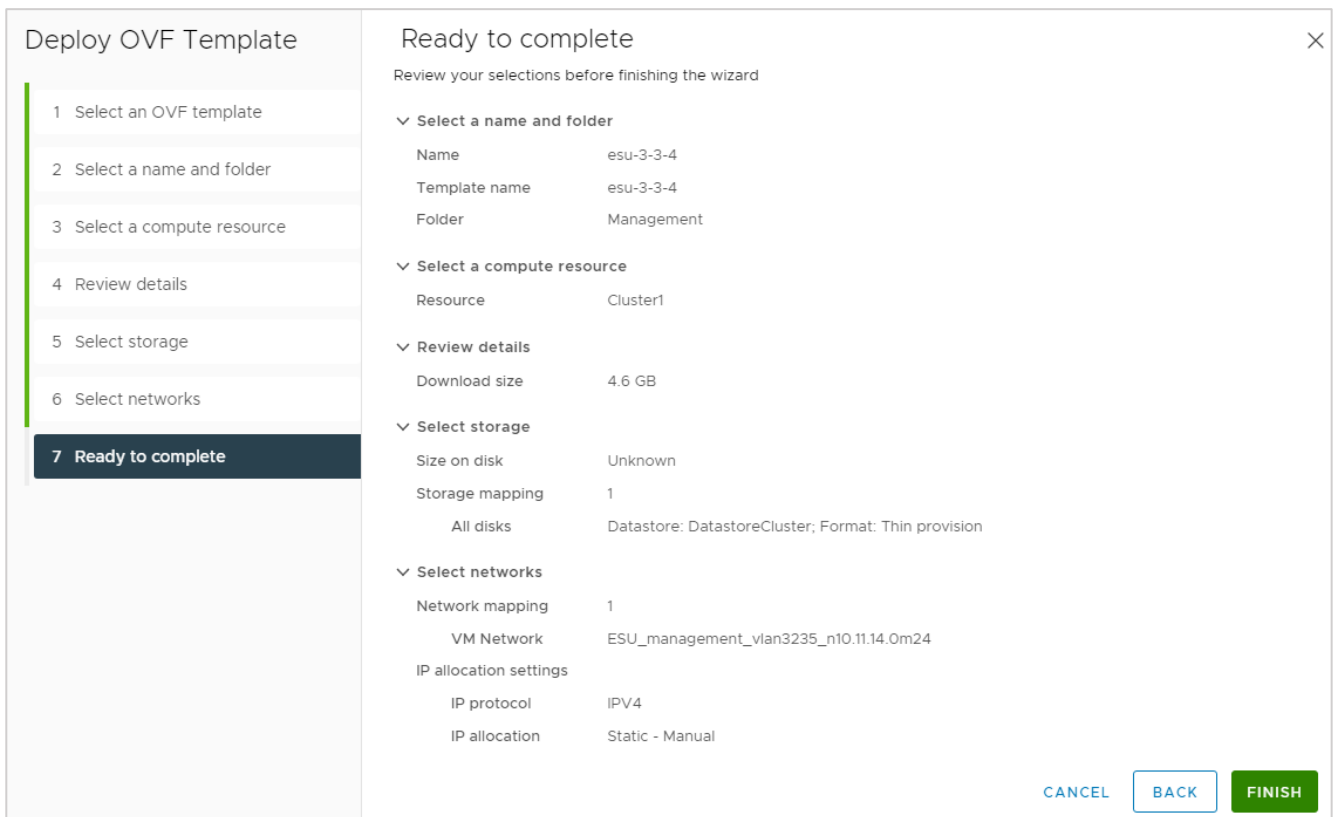 Deploy OVF Template
1 Select an OVF template
2 Select a name and folder
3 Select a compute resource
4 Review details
5 Select storage
6 Select networks
7 Ready to complete
Ready to complete
Review your selections before finishing the wizard
Select a name and folder
Name esu-3-3-4
Template name esu-3-3-4
Folder Management
Select a compute resource
Resource Cluster1
Review details
Download size 4.6 GB
Select storage
Size on disk Unknown
Storage mapping 1
All disks Datastore: DatastoreCluster; Format: Thin provision
Select networks
Network mapping 1
VM Network ESU_management_vlan3235_n10.11.14.0m24
IP allocation settings
IP protocol IPV4
IP allocation Static - Manual
CANCEL BACK FINISH